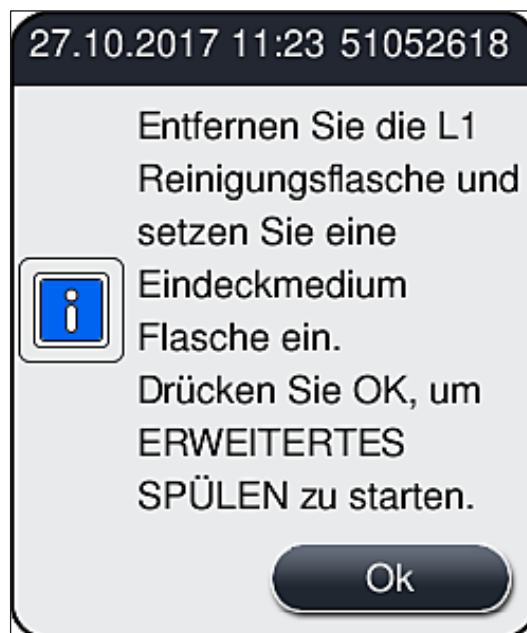 27.10.2017 11:23 51052618
Entfernen Sie die L1
Reinigungsflasche und
setzen Sie eine
Eindeckmedium
Flasche ein.
Drücken Sie OK, um
ERWEITERTES
SPÜLEN zu starten.
Ok